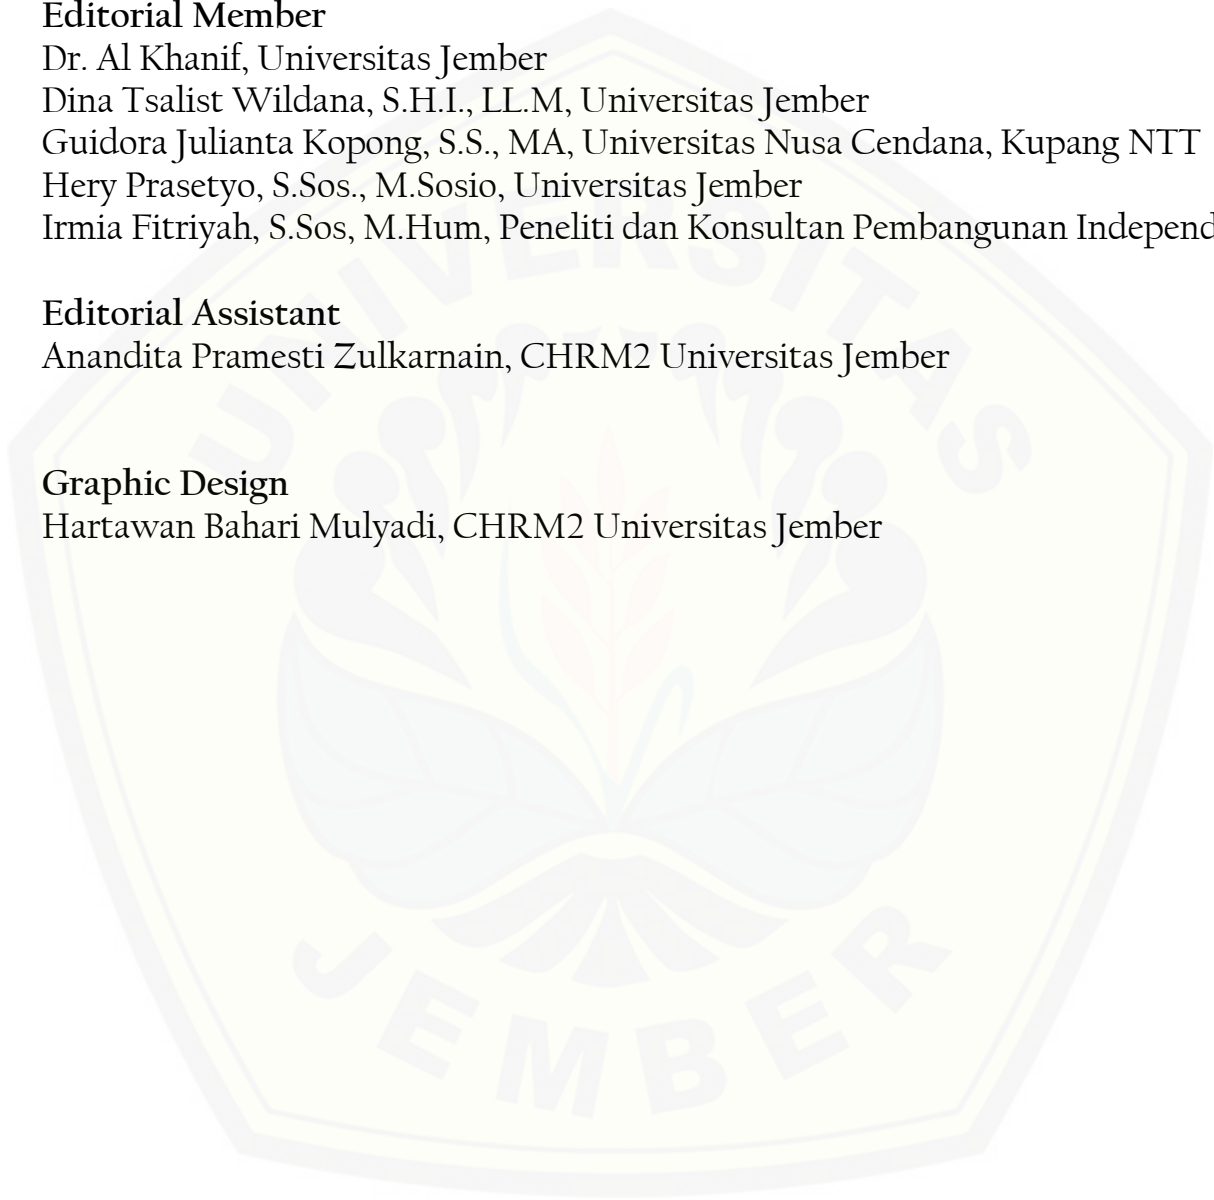 Editorial Member
Dr. Al Khanif, Universitas Jember
Dina Tsalist Wildana, S.H.I., LL.M, Universitas Jember
Guidora Julianta Kopong, S.S., MA, Universitas Nusa Cendana, Kupang NTT
Hery Prasetyo, S.Sos., M.Sosio, Universitas Jember
Irmia Fitriyah, S.Sos, M.Hum, Peneliti dan Konsultan Pembangunan
Editorial Assistant
Anandita Pramesti Zulkarnain, CHRM2 Universitas Jember
Graphic Design
Hartawan Bahari Mulyadi, CHRM2 Universitas Jember
UNIVERSITAS
JEMBER